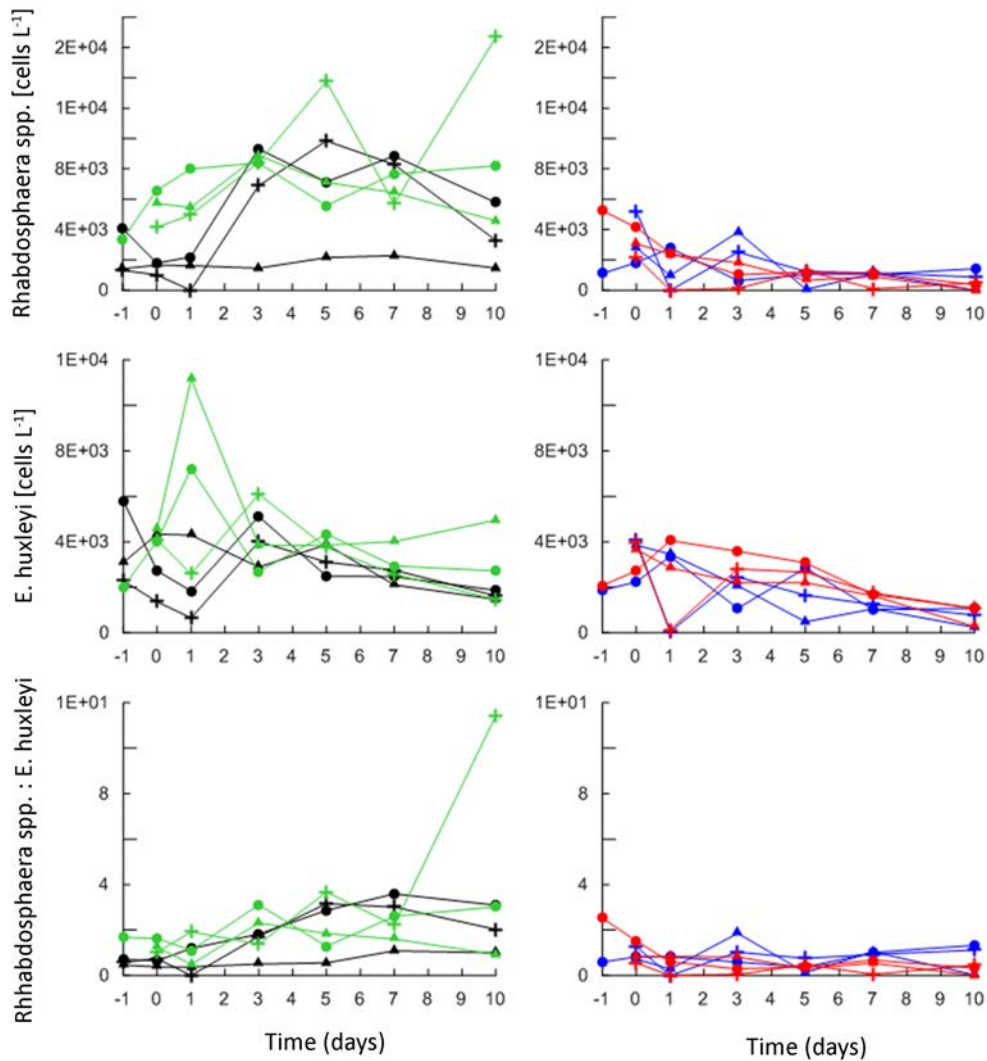 Rhabdosphaera spp. [cells L-1]
2E+04
1E+04
8E+03
4E+03
0
-1 0 1 2 3 4 5 6 7 8 9 10
-1 0 1 2 3 4 5 6 7 8 9 10
2E+04
1E+04
8E+03
4E+03
0
E. huxleyi [cells L-1]
1E+04
8E+03
4E+03
0
-1 0 1 3 4 5 6 7 8 9 10
1E+04
8E+03
4E+03
0
-1 0 1 3 4 5 6 7 8 9 10
Rhhabdosphaera spp. : E. huxleyi
1E+01
8
4
0
-1 0 1 3 4 5 6 7 8 9 10
1E+01
8
4
0
-1 0 1 3 4 5 6 7 8 9 10
Time (days)
Time (days)